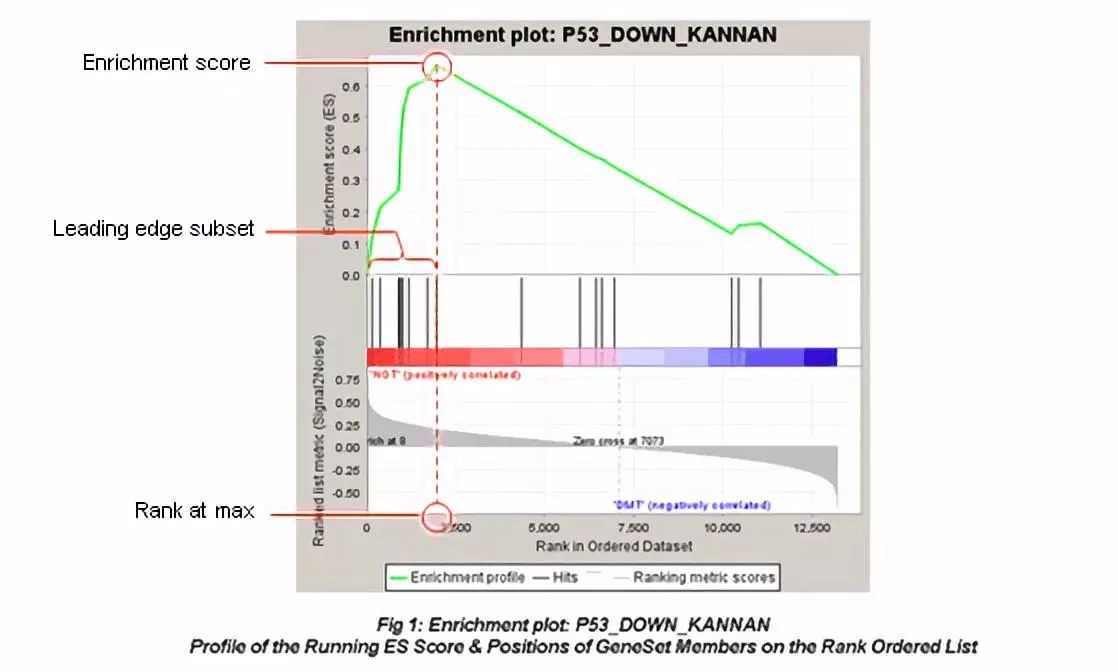 Enrichment plot: P53_DOWN_KANNAN
Enrichment score
Leading edge subset
Rank at max
Enrichment score (ES)
0.6
0.5
0.4
0.3
0.2
0.1
0.0
Ranked list metric (Signal2Noise)
(positively correlated)
0.75
0.50
0.25
0.00
-0.25
-0.50
at 8
Zero cross at 7073
(negatively correlated)
0 2,500 5,000 7,500 10,000 12,500
Rank in Ordered Dataset
Enrichment profile Hits Ranking metric scores
Fig 1: Enrichment plot: P53_DOWN_KANNAN
Profile of the Running ES Score & Positions of GeneSet Members on the Rank Ordered List